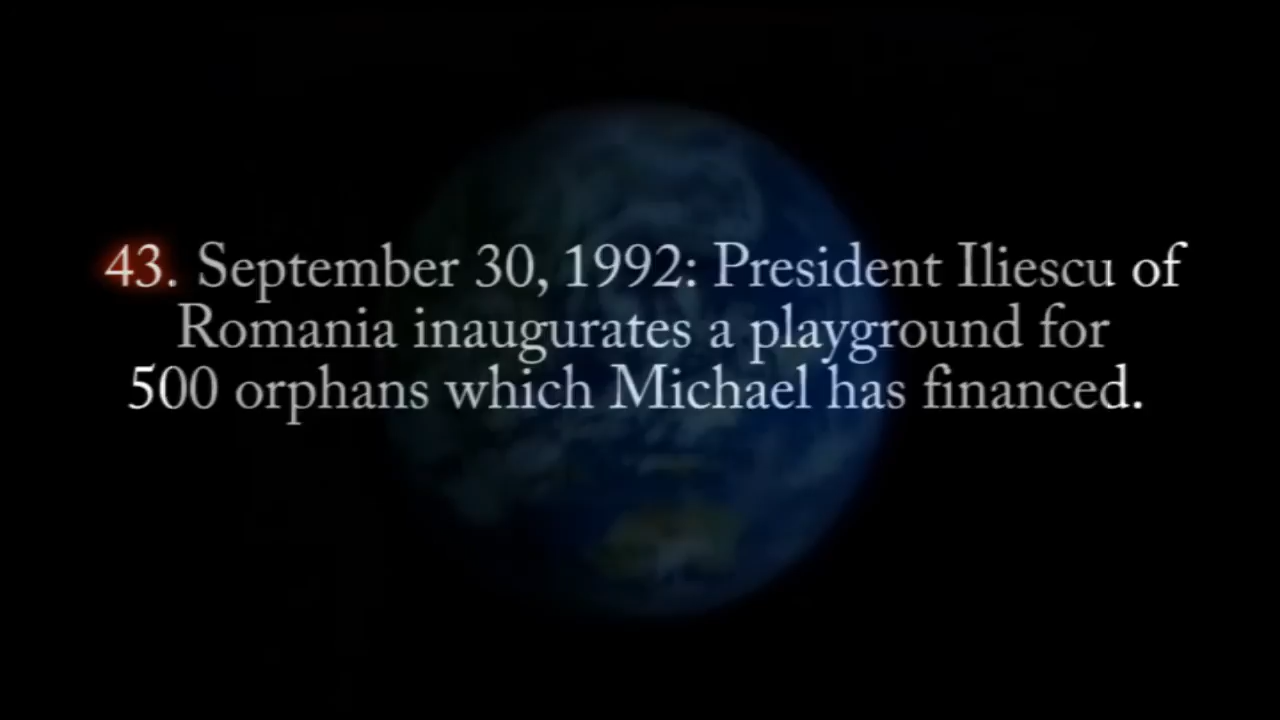 43. September 30, 1992: President Iliescu of
Romania inaugurates a playground for
500 orphans which Michael has financed.